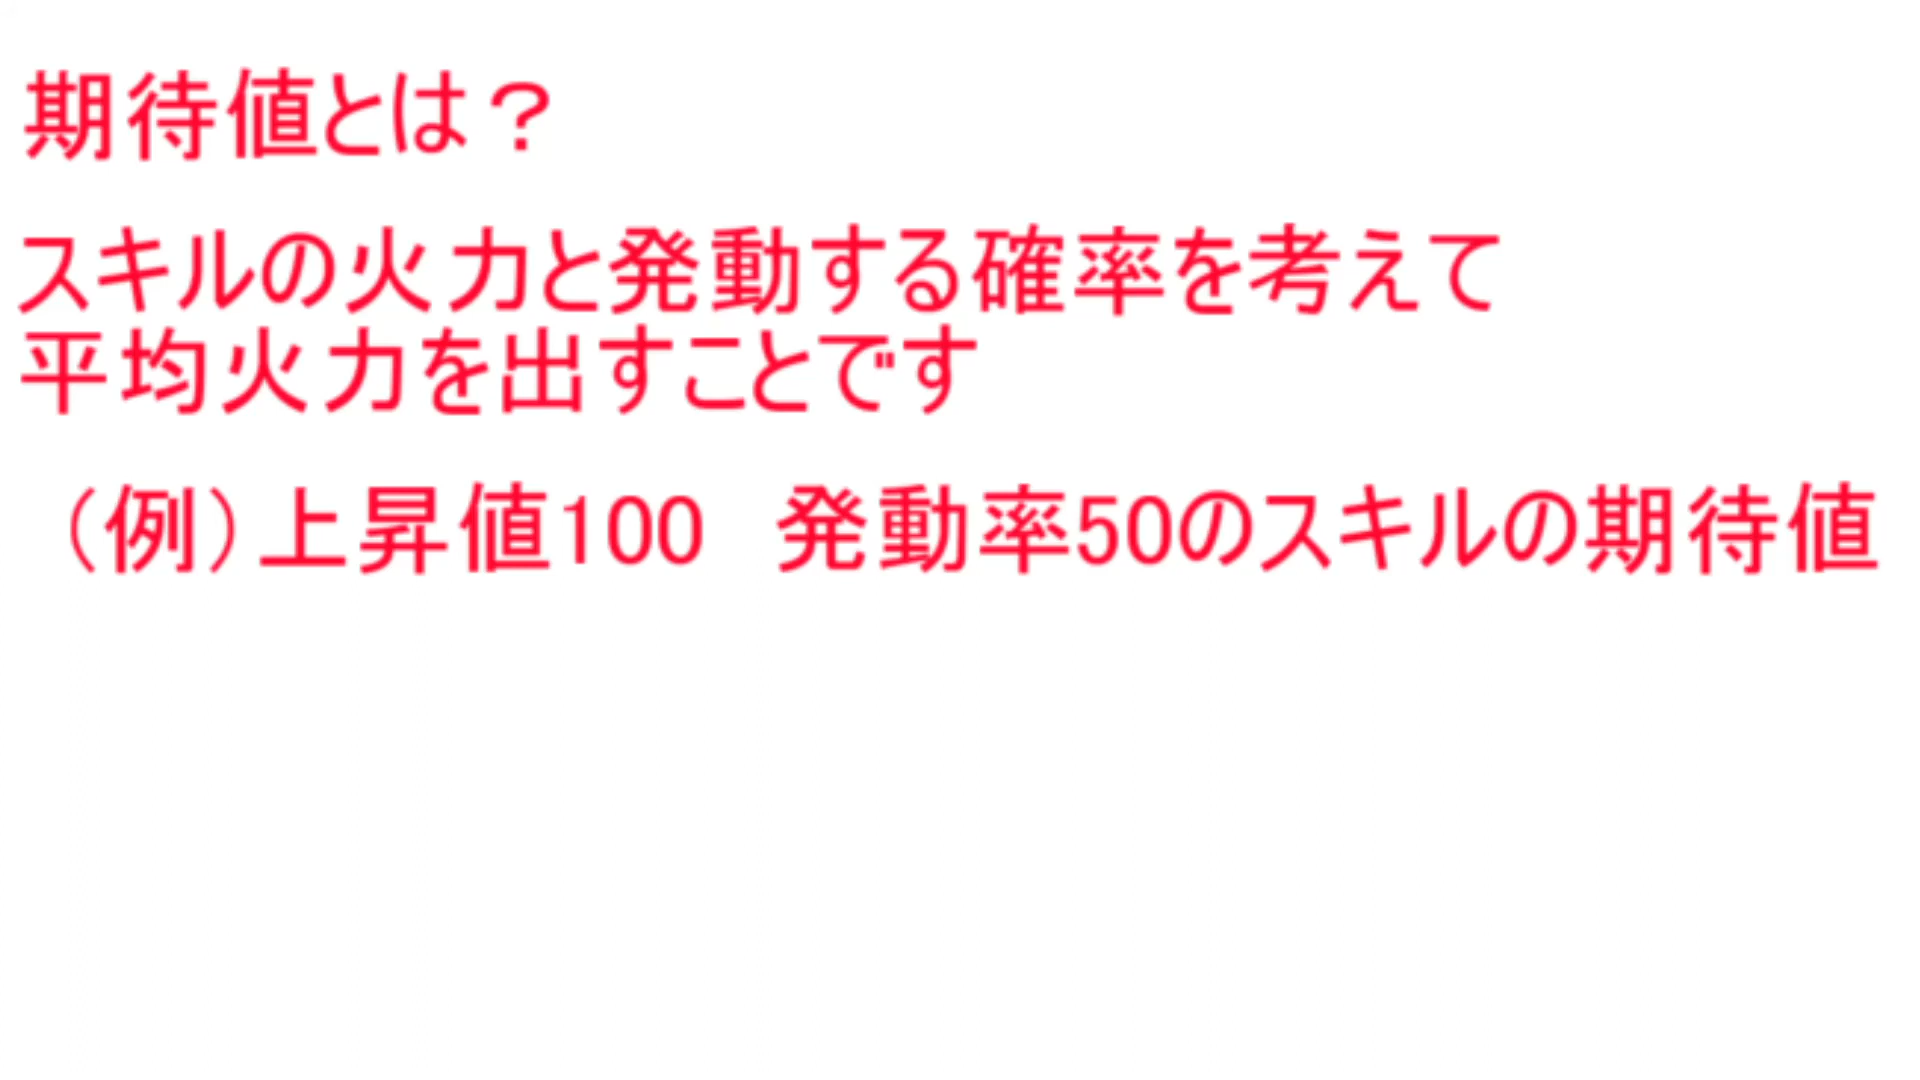 期待値とは？
スキルの火力と発動する確率を考えて
平均火力を出すことです
（例）上昇値100　発動率50のスキルの期待値